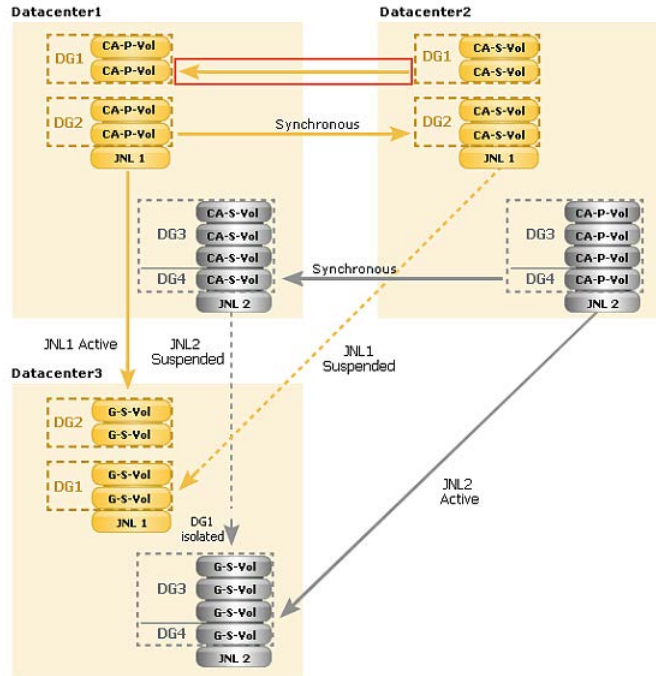 Datacenter1
DG1
CA-P-Vol
CA-P-Vol
DG2
CA-P-Vol
CA-P-Vol
JNL 1
Datacenter2
DG1
CA-S-Vol
CA-S-Vol
Synchronous
DG2
CA-S-Vol
CA-S-Vol
JNL 1
DG3
CA-S-Vol
CA-S-Vol
CA-S-Vol
DG4
CA-S-Vol
JNL 2
Synchronous
DG3
CA-P-Vol
CA-P-Vol
CA-P-Vol
DG4
CA-P-Vol
JNL 2
JNL1 Active
JNL2
Suspended
JNL1
Suspended
Datacenter3
DG2
G-S-Vol
G-S-Vol
DG1
G-S-Vol
G-S-Vol
JNL 1
DG1
isolated
JNL2
Active
DG3
G-S-Vol
G-S-Vol
G-S-Vol
DG4
G-S-Vol
JNL 2